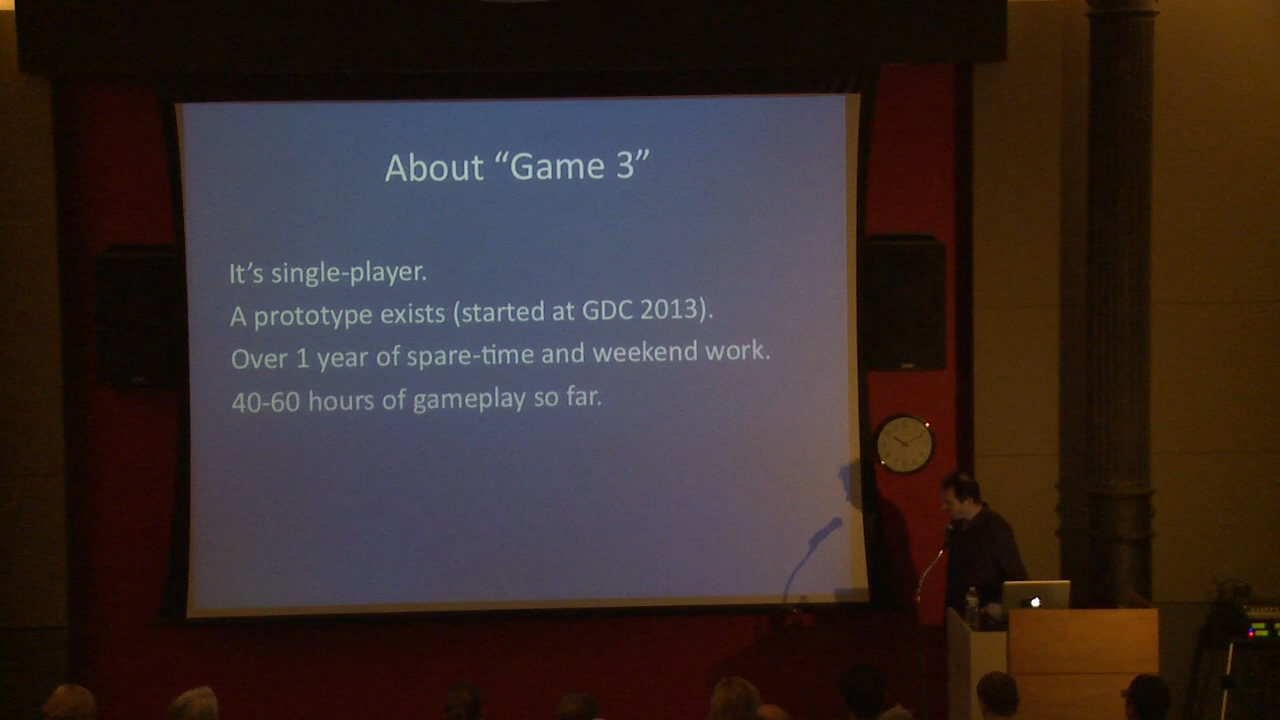 About “Game 3”
It’s single-player.
A prototype exists (started at GDC 2013).
Over 1 year of spare-time and weekend work.
40-60 hours of gameplay so far.